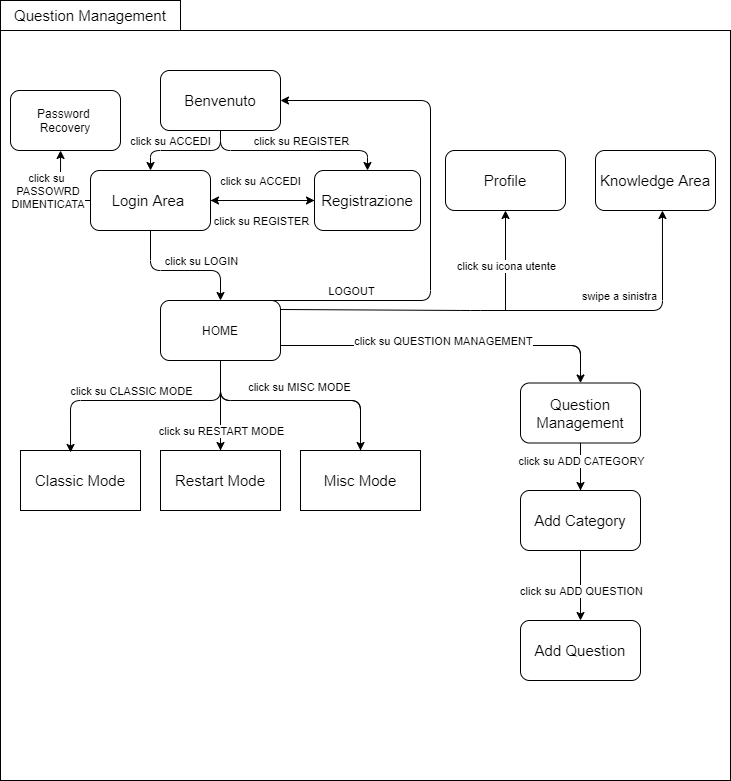 Question Management
Benvenuto
Password
Recovery
click su ACCEDI
click su REGISTER
click su
PASSOWRD
DIMENTICATA
Login Area
click su ACCEDI
click su REGISTER
Registrazione
Profile
Knowledge Area
click su LOGIN
click su icona utente
LOGOUT
swipe a sinistra
HOME
click su QUESTION MANAGEMENT
click su CLASSIC MODE
click su MISC MODE
click su RESTART MODE
Question
Management
click su ADD CATEGORY
Classic Mode
Restart Mode
Misc Mode
Add Category
click su ADD QUESTION
Add Question